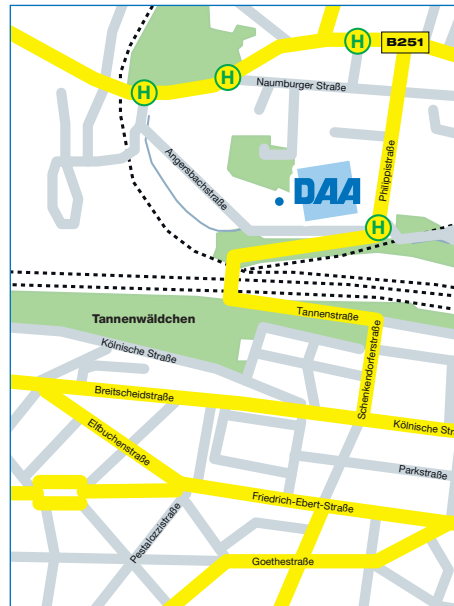 H
B251
H
H
Naumburger Straße
Angersbachstraße
DAA
Philippistraße
H
Tannenstraße
Tannenwäldchen
Schenkendorferstraße
Kölnische Straße
Breitscheidstraße
Kölnische Str
Elfbuchenstraße
Parkstraße
Friedrich-Ebert-Straße
Pestalozzistraße
Goethestraße